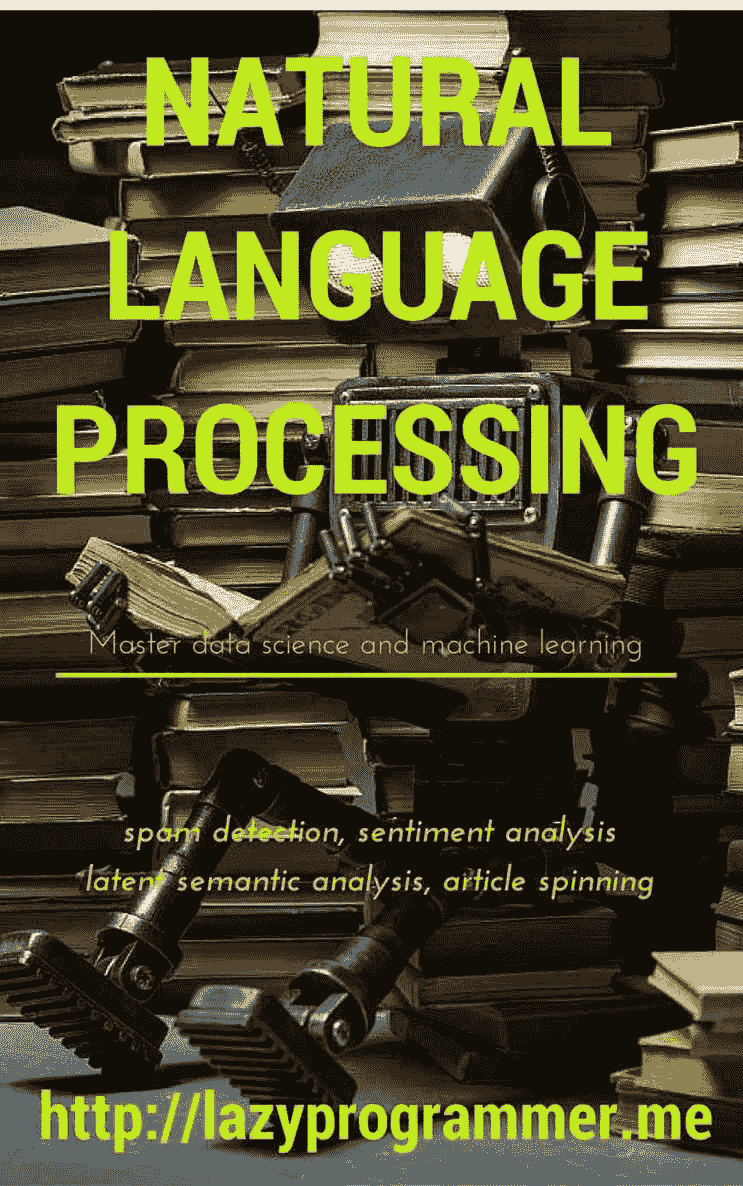 NATURAL
LANGUAGE
PROCESSING
Master data science and machine learning
spam detection, sentiment analysis
latent semantic analysis, article spinning
http://lazyprogrammer.me